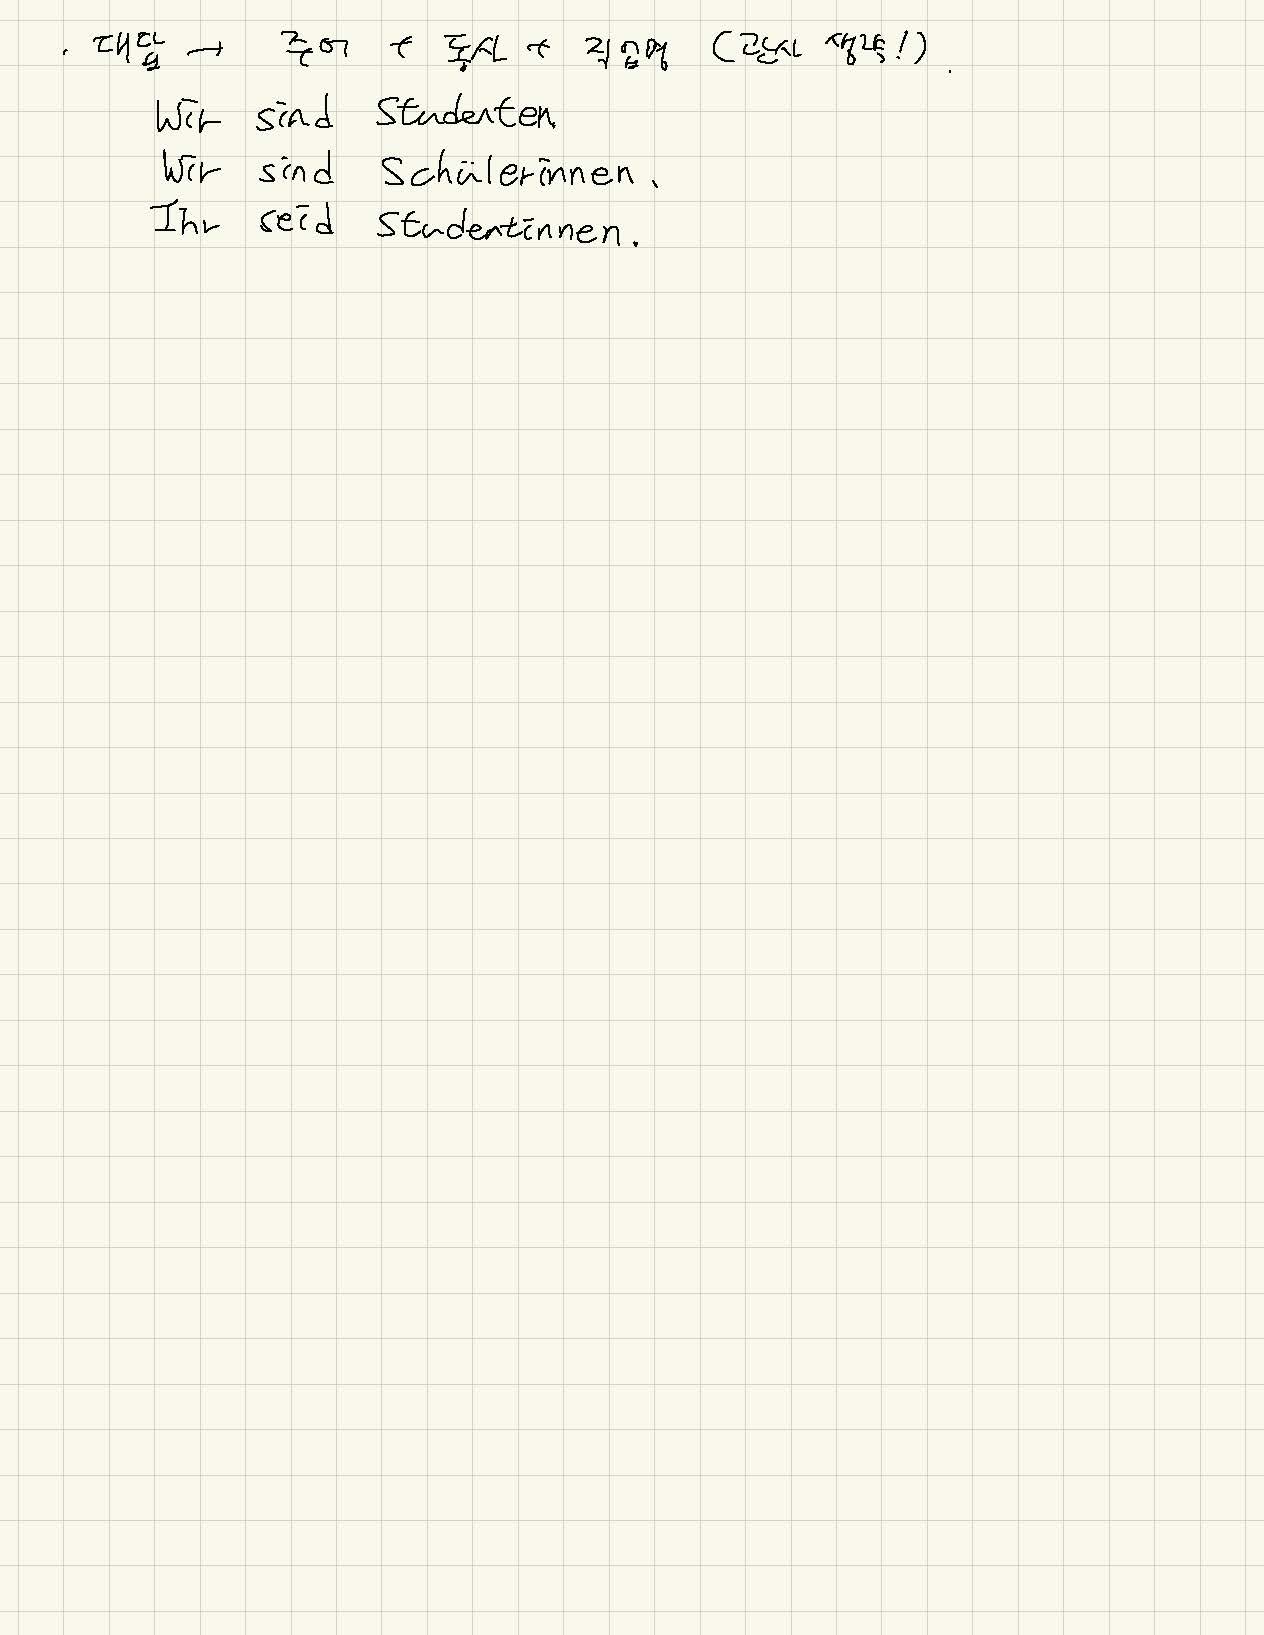 · 대답 → 주어 + 동사 + 직업명 (관사 생략!).
Wir sind Studenten.
Wir sind Schülerinnen.
Ihr seid Studentinnen.